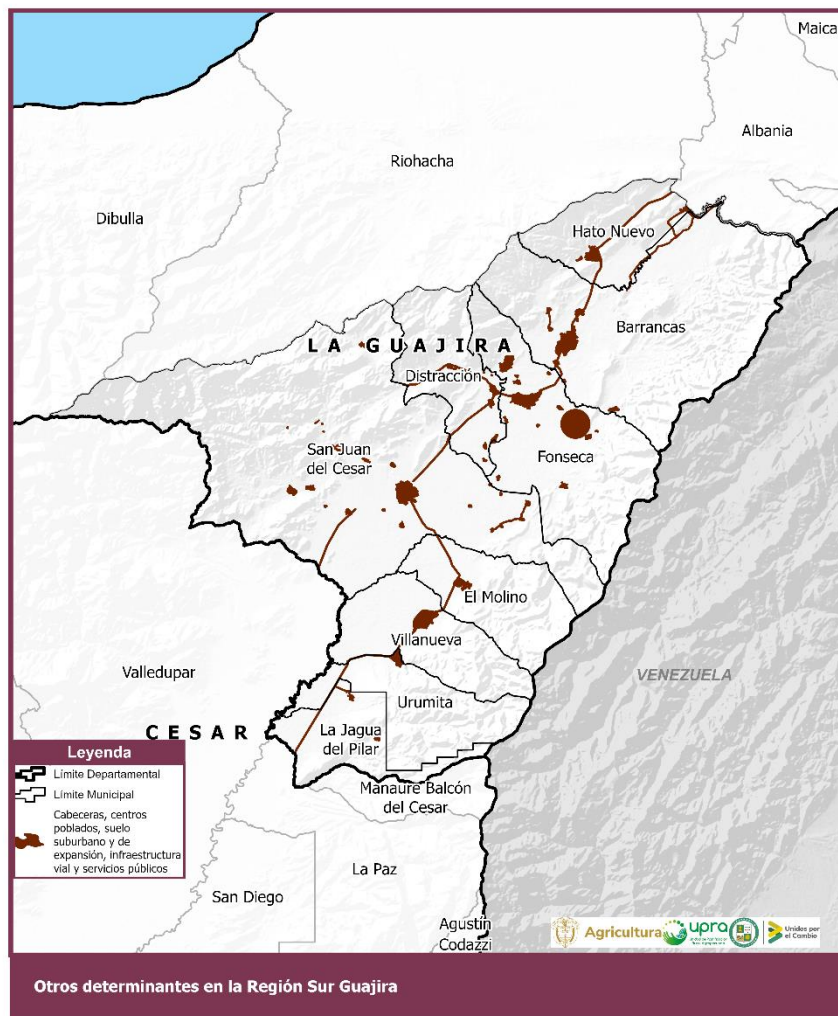 Maica
Albania
Riohacha
Dibulla
Hato Nuevo
Barrancas
LA GUAJIRA
Distracción
San Juan
del Cesar
Fonseca
El Molino
Villanueva
Valledupar
VENEZUELA
Urumita
CESAR
La Jagua
del Pilar
Manaure Balcón
del Cesar
Leyenda
Límite Departamental
Límite Municipal
Cabeceras, centros
poblados, suelo
suburbano y de
expansión, infraestructura
vial y servicios públicos
La Paz
San Diego
Agustín
Codazzi
Agricultura
upra
Unidos por
el Cambio
Otros determinantes en la Región Sur Guajira